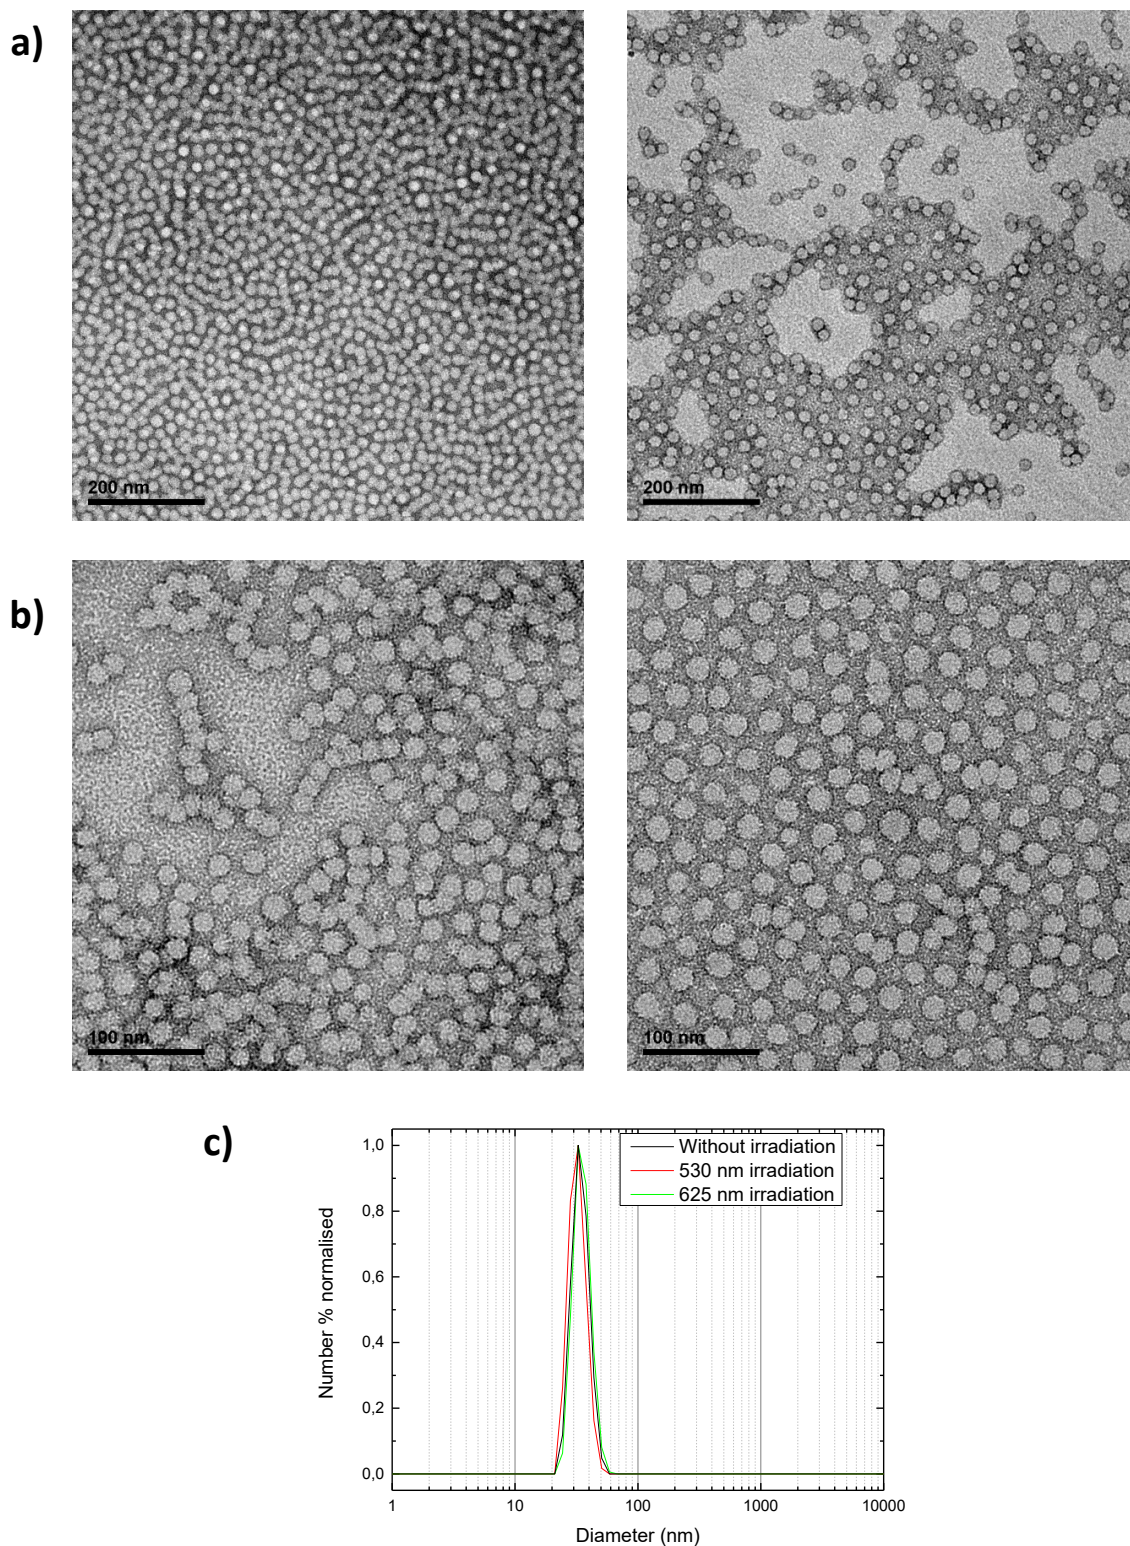 a)
200 nm
200 nm
b)
100 nm
100 nm
c)
Without irradiation
530 nm irradiation
625 nm irradiation
1,0
0,8
0,6
0,4
0,2
0,0
Number % normalised
1 10 100 1000 10000
Diameter (nm)